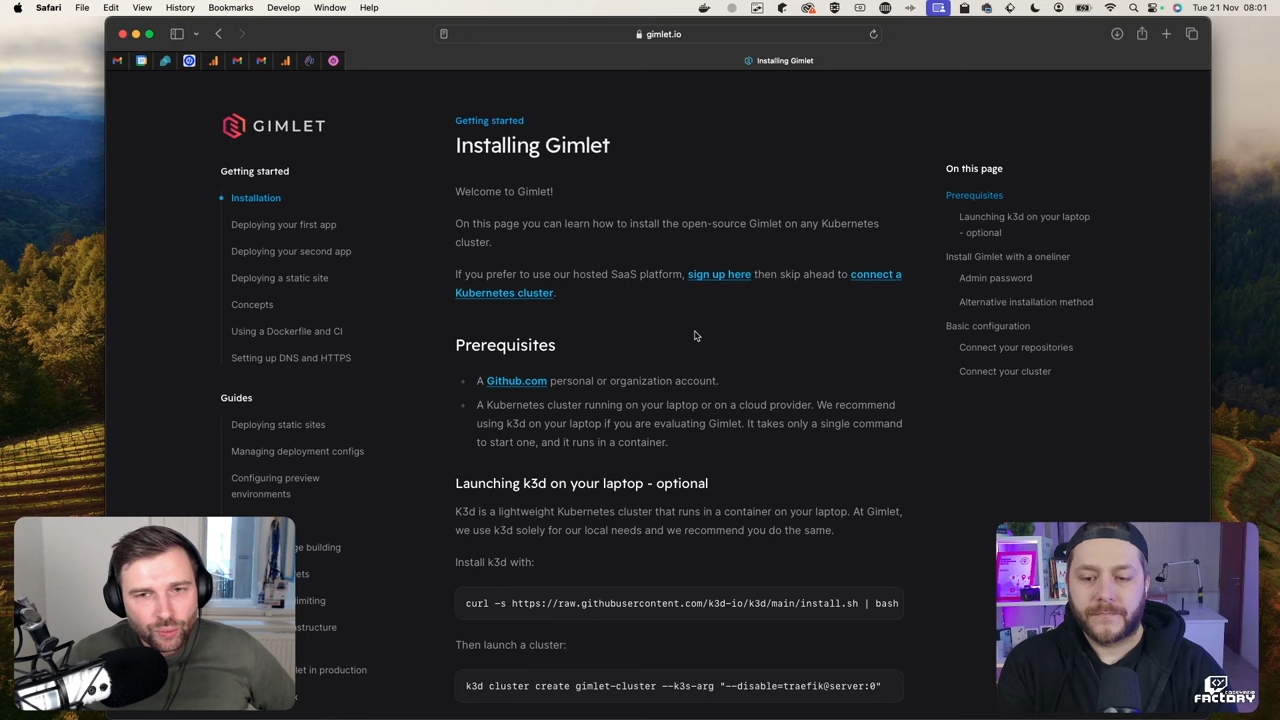 Safari File Edit View History Bookmarks Develop Window Help
Tue 21 Nov 08:01
gimlet.io
Installing Gimlet
GIMLET
Getting started
Installation
Deploying your first app
Deploying your second app
Deploying a static site
Concepts
Using a Dockerfile and CI
Setting up DNS and HTTPS
Guides
Deploying static sites
Managing deployment configs
Configuring preview
environments
ge building
ets
limiting
astructure
let in production
Getting started
Installing Gimlet
Welcome to Gimlet!
On this page you can learn how to install the open-source Gimlet on any Kubernetes
cluster.
If you prefer to use our hosted SaaS platform, sign up here then skip ahead to connect a
Kubernetes cluster.
Prerequisites
A Github.com personal or organization account.
A Kubernetes cluster running on your laptop or on a cloud provider. We recommend
using k3d on your laptop if you are evaluating Gimlet. It takes only a single command
to start one, and it runs in a container.
Launching k3d on your laptop - optional
K3d is a lightweight Kubernetes cluster that runs in a container on your laptop. At Gimlet,
we use k3d solely for our local needs and we recommend you do the same.
Install k3d with:
curl -s https://raw.githubusercontent.com/k3d-io/k3d/main/install.sh | bash
Then launch a cluster:
k3d cluster create gimlet-cluster --k3s-arg "--disable=traefik@server:0"
On this page
Prerequisites
Launching k3d on your laptop
- optional
Install Gimlet with a oneliner
Admin password
Alternative installation method
Basic configuration
Connect your repositories
Connect your cluster
FACTORY